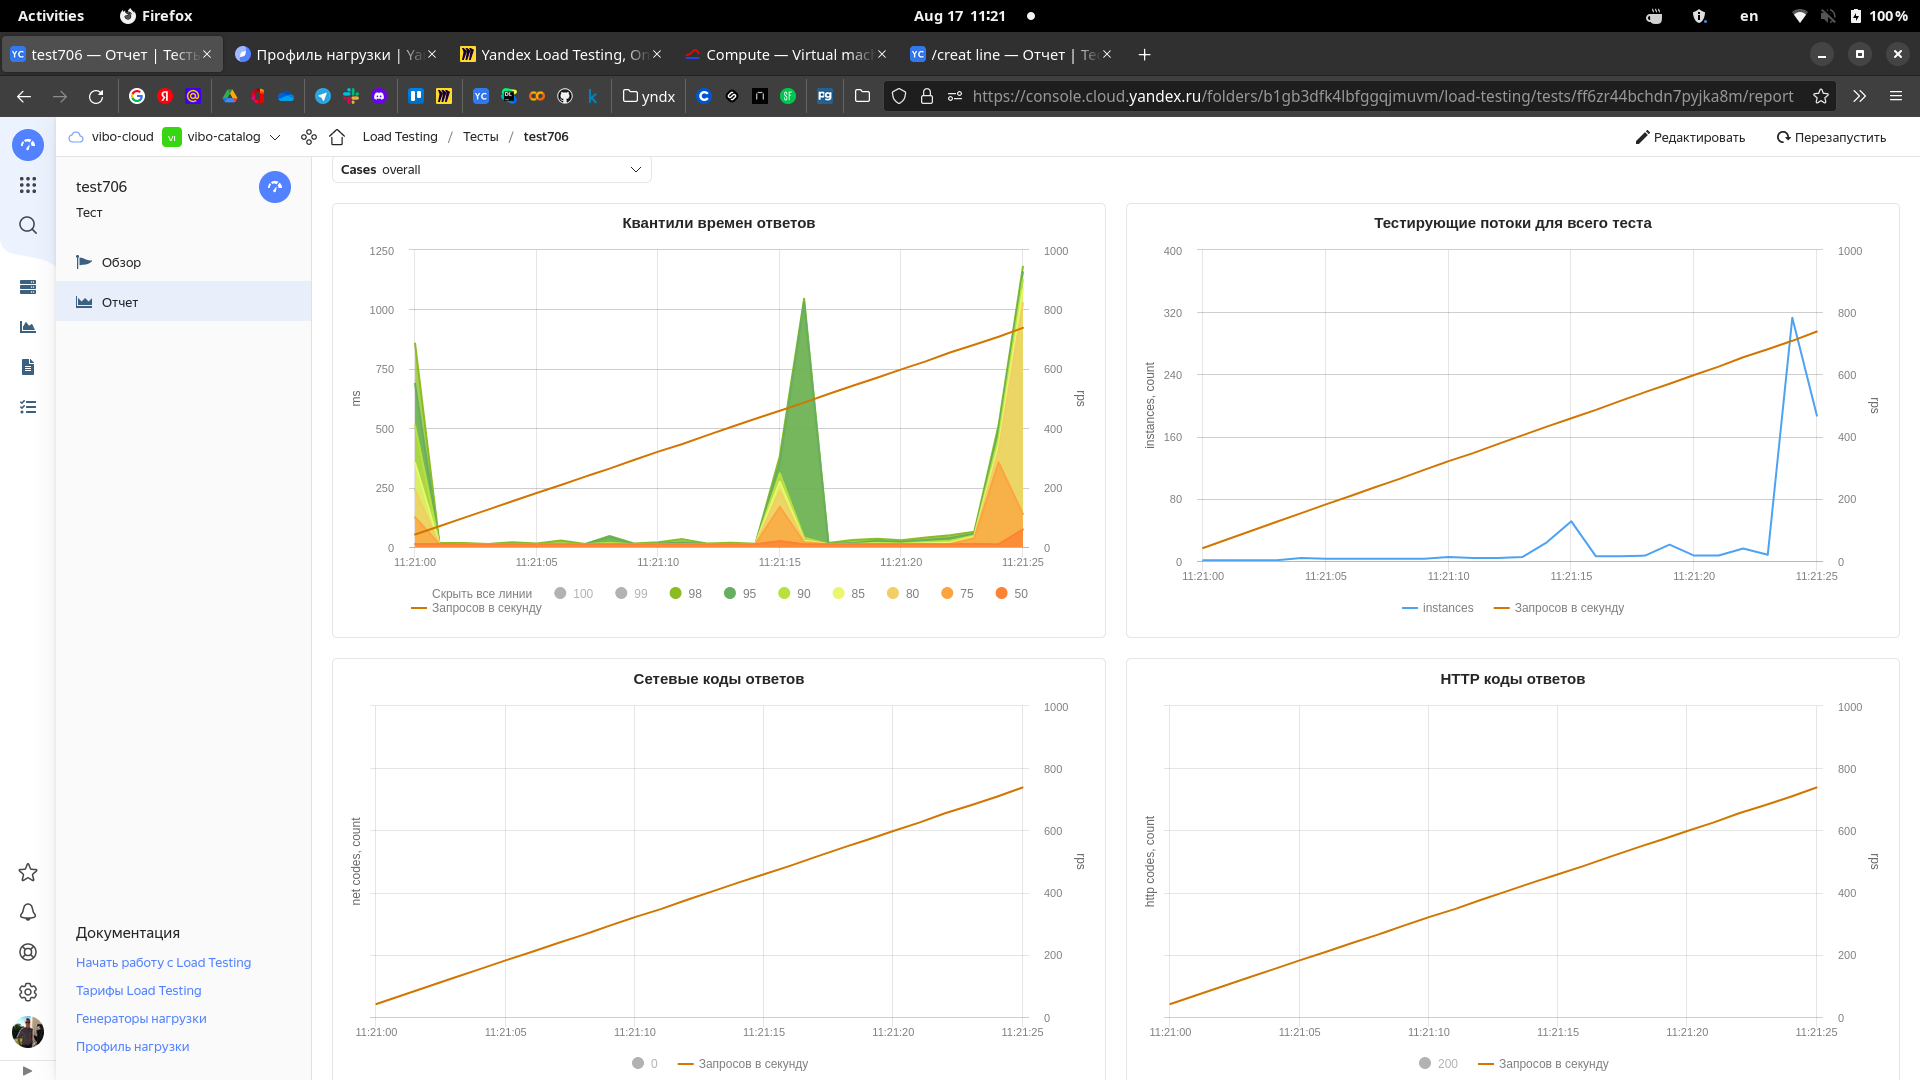 Activities
Firefox
Aug 17 11:21
en
100 %
test706 — Отчет | Тесть
Профиль нагрузки | Ya
Yandex Load Testing, On
Compute — Virtual mac
/creat line — Отчет | Те
yndx
https://console.cloud.yandex.ru/folders/b1gb3dfk4lbfggqjmuvm/load-testing/tests/ff6zr44bchdn7pyjka8m/report
vibo-cloud
VI
vibo-catalog
Load Testing / Тесты / test706
Редактировать
Перезапустить
test706
Тест
Обзор
Отчет
Документация
Начать работу с Load Testing
Тарифы Load Testing
Генераторы нагрузки
Профиль нагрузки
Cases overall
Квантили времен ответов
1250
1000
750
500
250
0
ms
1000
800
600
400
200
0
rps
11:21:00 11:21:05 11:21:10 11:21:15 11:21:20 11:21:25
Скрыть все линии 100 99 98 95 90 85 80 75 50
Запросов в секунду
Тестирующие потоки для всего теста
400
320
240
160
80
0
instances, count
1000
800
600
400
200
0
rps
11:21:00 11:21:05 11:21:10 11:21:15 11:21:20 11:21:25
instances Запросов в секунду
Сетевые коды ответов
net codes, count
1000
800
600
400
200
0
rps
11:21:00 11:21:05 11:21:10 11:21:15 11:21:20 11:21:25
0 Запросов в секунду
HTTP коды ответов
http codes, count
1000
800
600
400
200
0
rps
11:21:00 11:21:05 11:21:10 11:21:15 11:21:20 11:21:25
200 Запросов в секунду